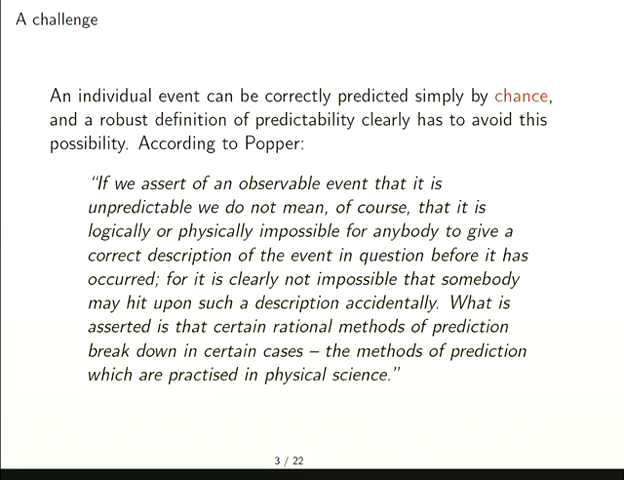 A challenge
An individual event can be correctly predicted simply by chance,
and a robust definition of predictability clearly has to avoid this
possibility. According to Popper:
“If we assert of an observable event that it is
unpredictable we do not mean, of course, that it is
logically or physically impossible for anybody to give a
correct description of the event in question before it has
occurred; for it is clearly not impossible that somebody
may hit upon such a description accidentally. What is
asserted is that certain rational methods of prediction
break down in certain cases – the methods of prediction
which are practised in physical science.”
3 / 22